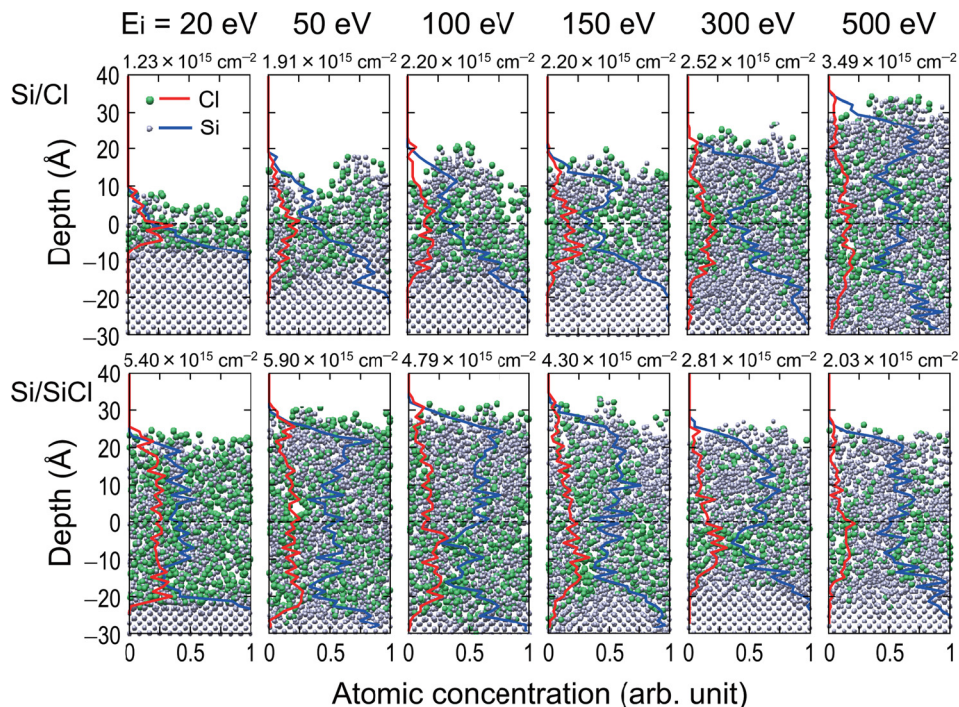 Ei = 20 eV 50 eV 100 eV 150 eV 300 eV 500 eV
1.23 × 10¹⁵ cm⁻² 1.91 × 10¹⁵ cm⁻² 2.20 × 10¹⁵ cm⁻² 2.20 × 10¹⁵ cm⁻² 2.52 × 10¹⁵ cm⁻² 3.49 × 10¹⁵ cm⁻²
Si/Cl
Cl
Si
Depth (Å)
40
30
20
10
0
−10
−20
−30
5.40 × 10¹⁵ cm⁻² 5.90 × 10¹⁵ cm⁻² 4.79 × 10¹⁵ cm⁻² 4.30 × 10¹⁵ cm⁻² 2.81 × 10¹⁵ cm⁻² 2.03 × 10¹⁵ cm⁻²
Si/SiCl
Depth (Å)
40
30
20
10
0
−10
−20
−30
0 0.5 1 0 0.5 1 0 0.5 1 0 0.5 1 0 0.5 1 0 0.5 1
Atomic concentration (arb. unit)